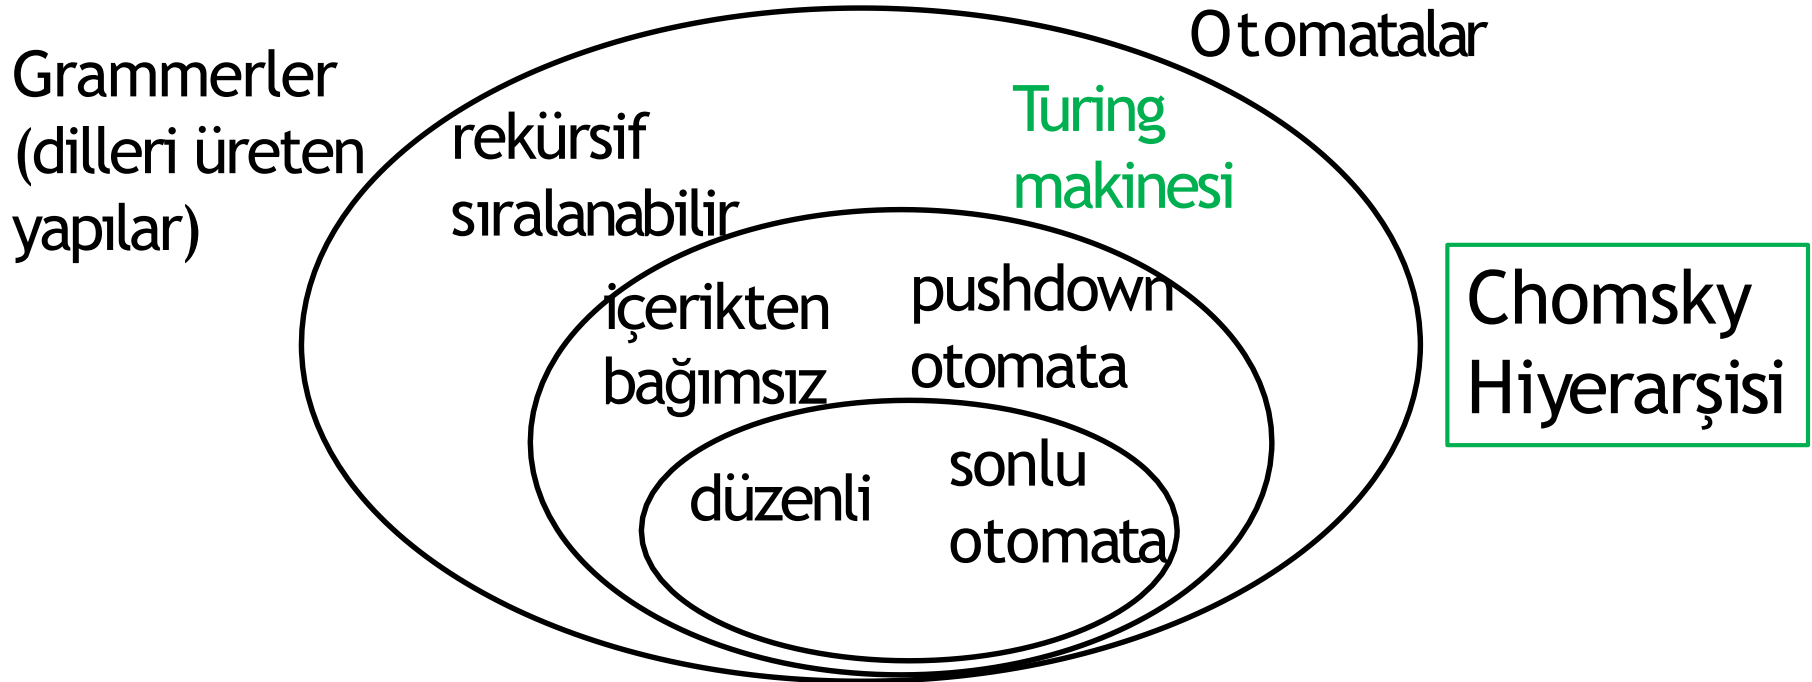 Grammerler
(dilleri üreten
yapılar)
Otomatalar
rekürsif
sıralanabilir
Turing
makinesi
içerikten
bağımsız
pushdown
otomata
düzenli
sonlu
otomata
Chomsky
Hiyerarşisi